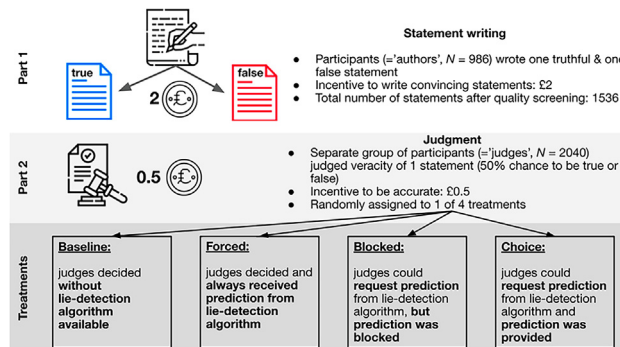 Part 1
true
false
2
£
Statement writing
• Participants (='authors', N = 986) wrote one truthful & one
false statement
• Incentive to write convincing statements: £2
• Total number of statements after quality screening: 1536
Part 2
0.5
£
Judgment
• Separate group of participants (='judges', N = 2040)
judged veracity of 1 statement (50% chance to be true or
false)
• Incentive to be accurate: £0.5
• Randomly assigned to 1 of 4 treatments
Treatments
Baseline:
judges decided
without
lie-detection
algorithm
available
Forced:
judges decided and
always received
prediction from
lie-detection
algorithm
Blocked:
judges could
request prediction
from lie-detection
algorithm, but
prediction was
blocked
Choice:
judges could
request prediction
from lie-detection
algorithm and
prediction was
provided